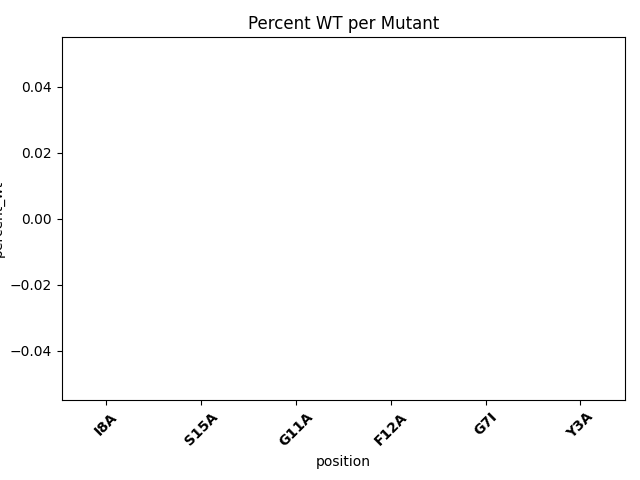 Percent WT per Mutant
0.04
0.02
0.00
−0.02
−0.04
percent_wt
I8A S15A G11A F12A G7I Y3A
position